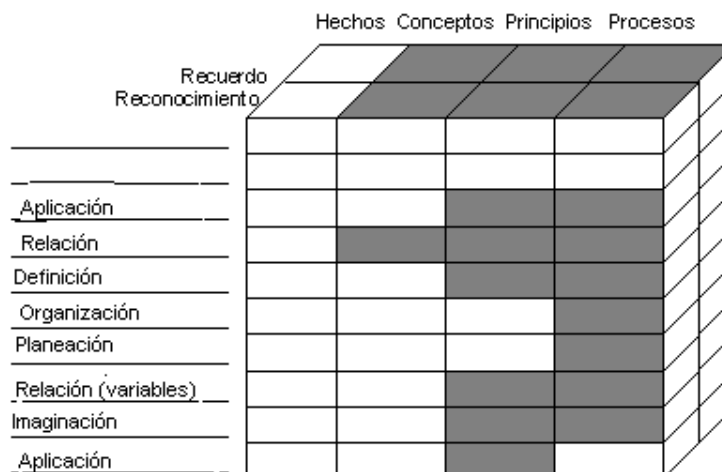 Hechos Conceptos Principios Procesos
Recuerdo
Reconocimiento
Aplicación
Relación
Definición
Organización
Planeación
Relación (variables)
Imaginación
Aplicación